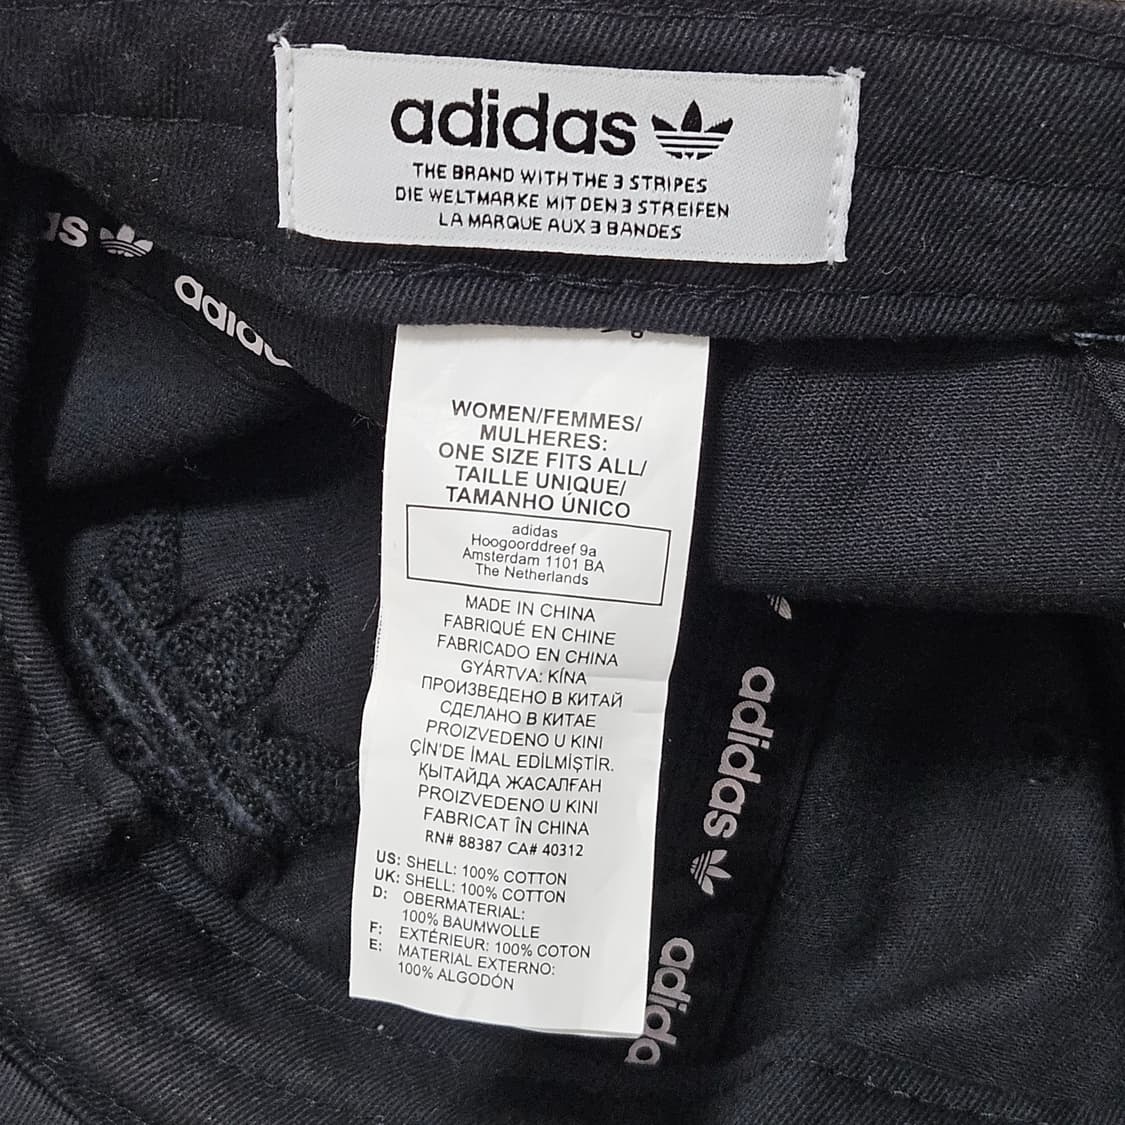 adidas
THE BRAND WITH THE 3 STRIPES
DIE WELTMARKE MIT DEN 3 STREIFEN
LA MARQUE AUX 3 BANDES
adidas
WOMEN/FEMMES/
MULHERES:
ONE SIZE FITS ALL/
TAILLE UNIQUE/
TAMANHO ÚNICO
adidas
Hoogoorddreef 9a
Amsterdam 1101 BA
The Netherlands
MADE IN CHINA
FABRIQUÉ EN CHINE
FABRICADO EN CHINA
GYÁRTVA: KÍNA
ПРОИЗВЕДЕНО В КИТАЙ
СДЕЛАНО В КИТАЕ
PROIZVEDENO U KINI
ÇİN'DE İMAL EDİLMİŞTİR.
ҚЫТАЙДА ЖАСАЛҒАН
PROIZVEDENO U KINI
FABRICAT ÎN CHINA
RN# 88387 CA# 40312
US: SHELL: 100% COTTON
UK: SHELL: 100% COTTON
D: OBERMATERIAL:
100% BAUMWOLLE
F: EXTÉRIEUR: 100% COTON
E: MATERIAL EXTERNO:
100% ALGODÓN
adidas
adidas